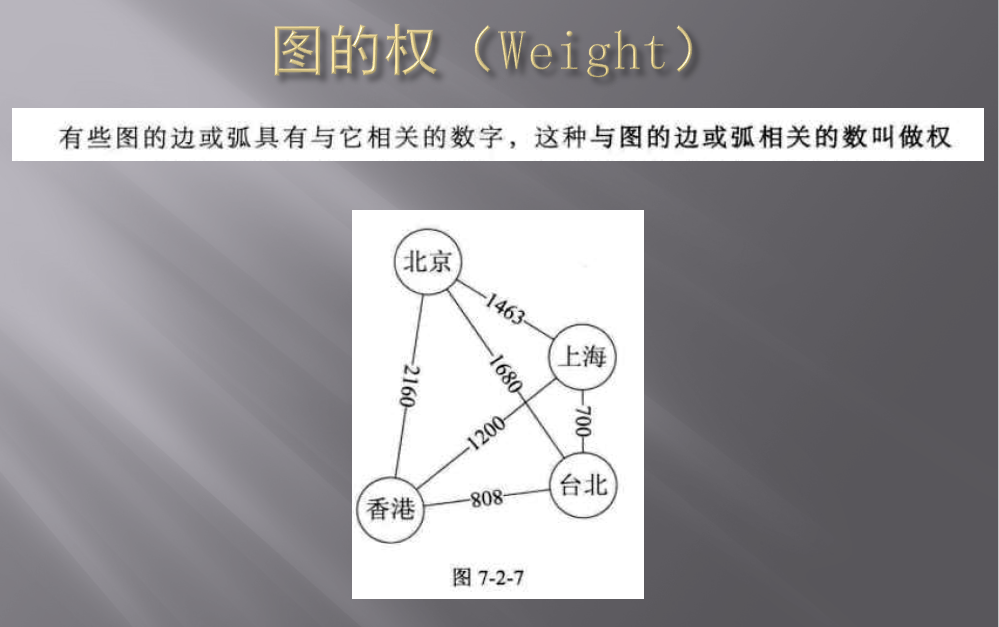 图的权（Weight）
有些图的边或弧具有与它相关的数字，这种与图的边或弧相关的数叫做权
北京
1463
上海
2160
1680
700
1200
台北
808
香港
图 7-2-7